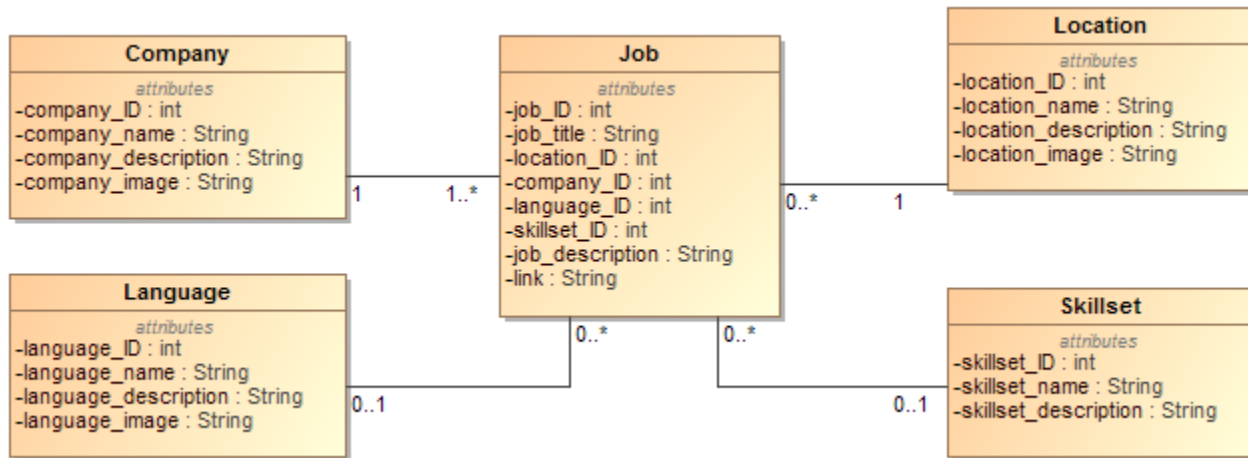 Company
attributes
-company_ID : int
-company_name : String
-company_description : String
-company_image : String
1
1..*
Job
attributes
-job_ID : int
-job_title : String
-location_ID : int
-company_ID : int
-language_ID : int
-skillset_ID : int
-job_description : String
-link : String
0..*
1
Location
attributes
-location_ID : int
-location_name : String
-location_description : String
-location_image : String
Language
attributes
-language_ID : int
-language_name : String
-language_description : String
-language_image : String
0..1
0..*
0..*
0..1
Skillset
attributes
-skillset_ID : int
-skillset_name : String
-skillset_description : String